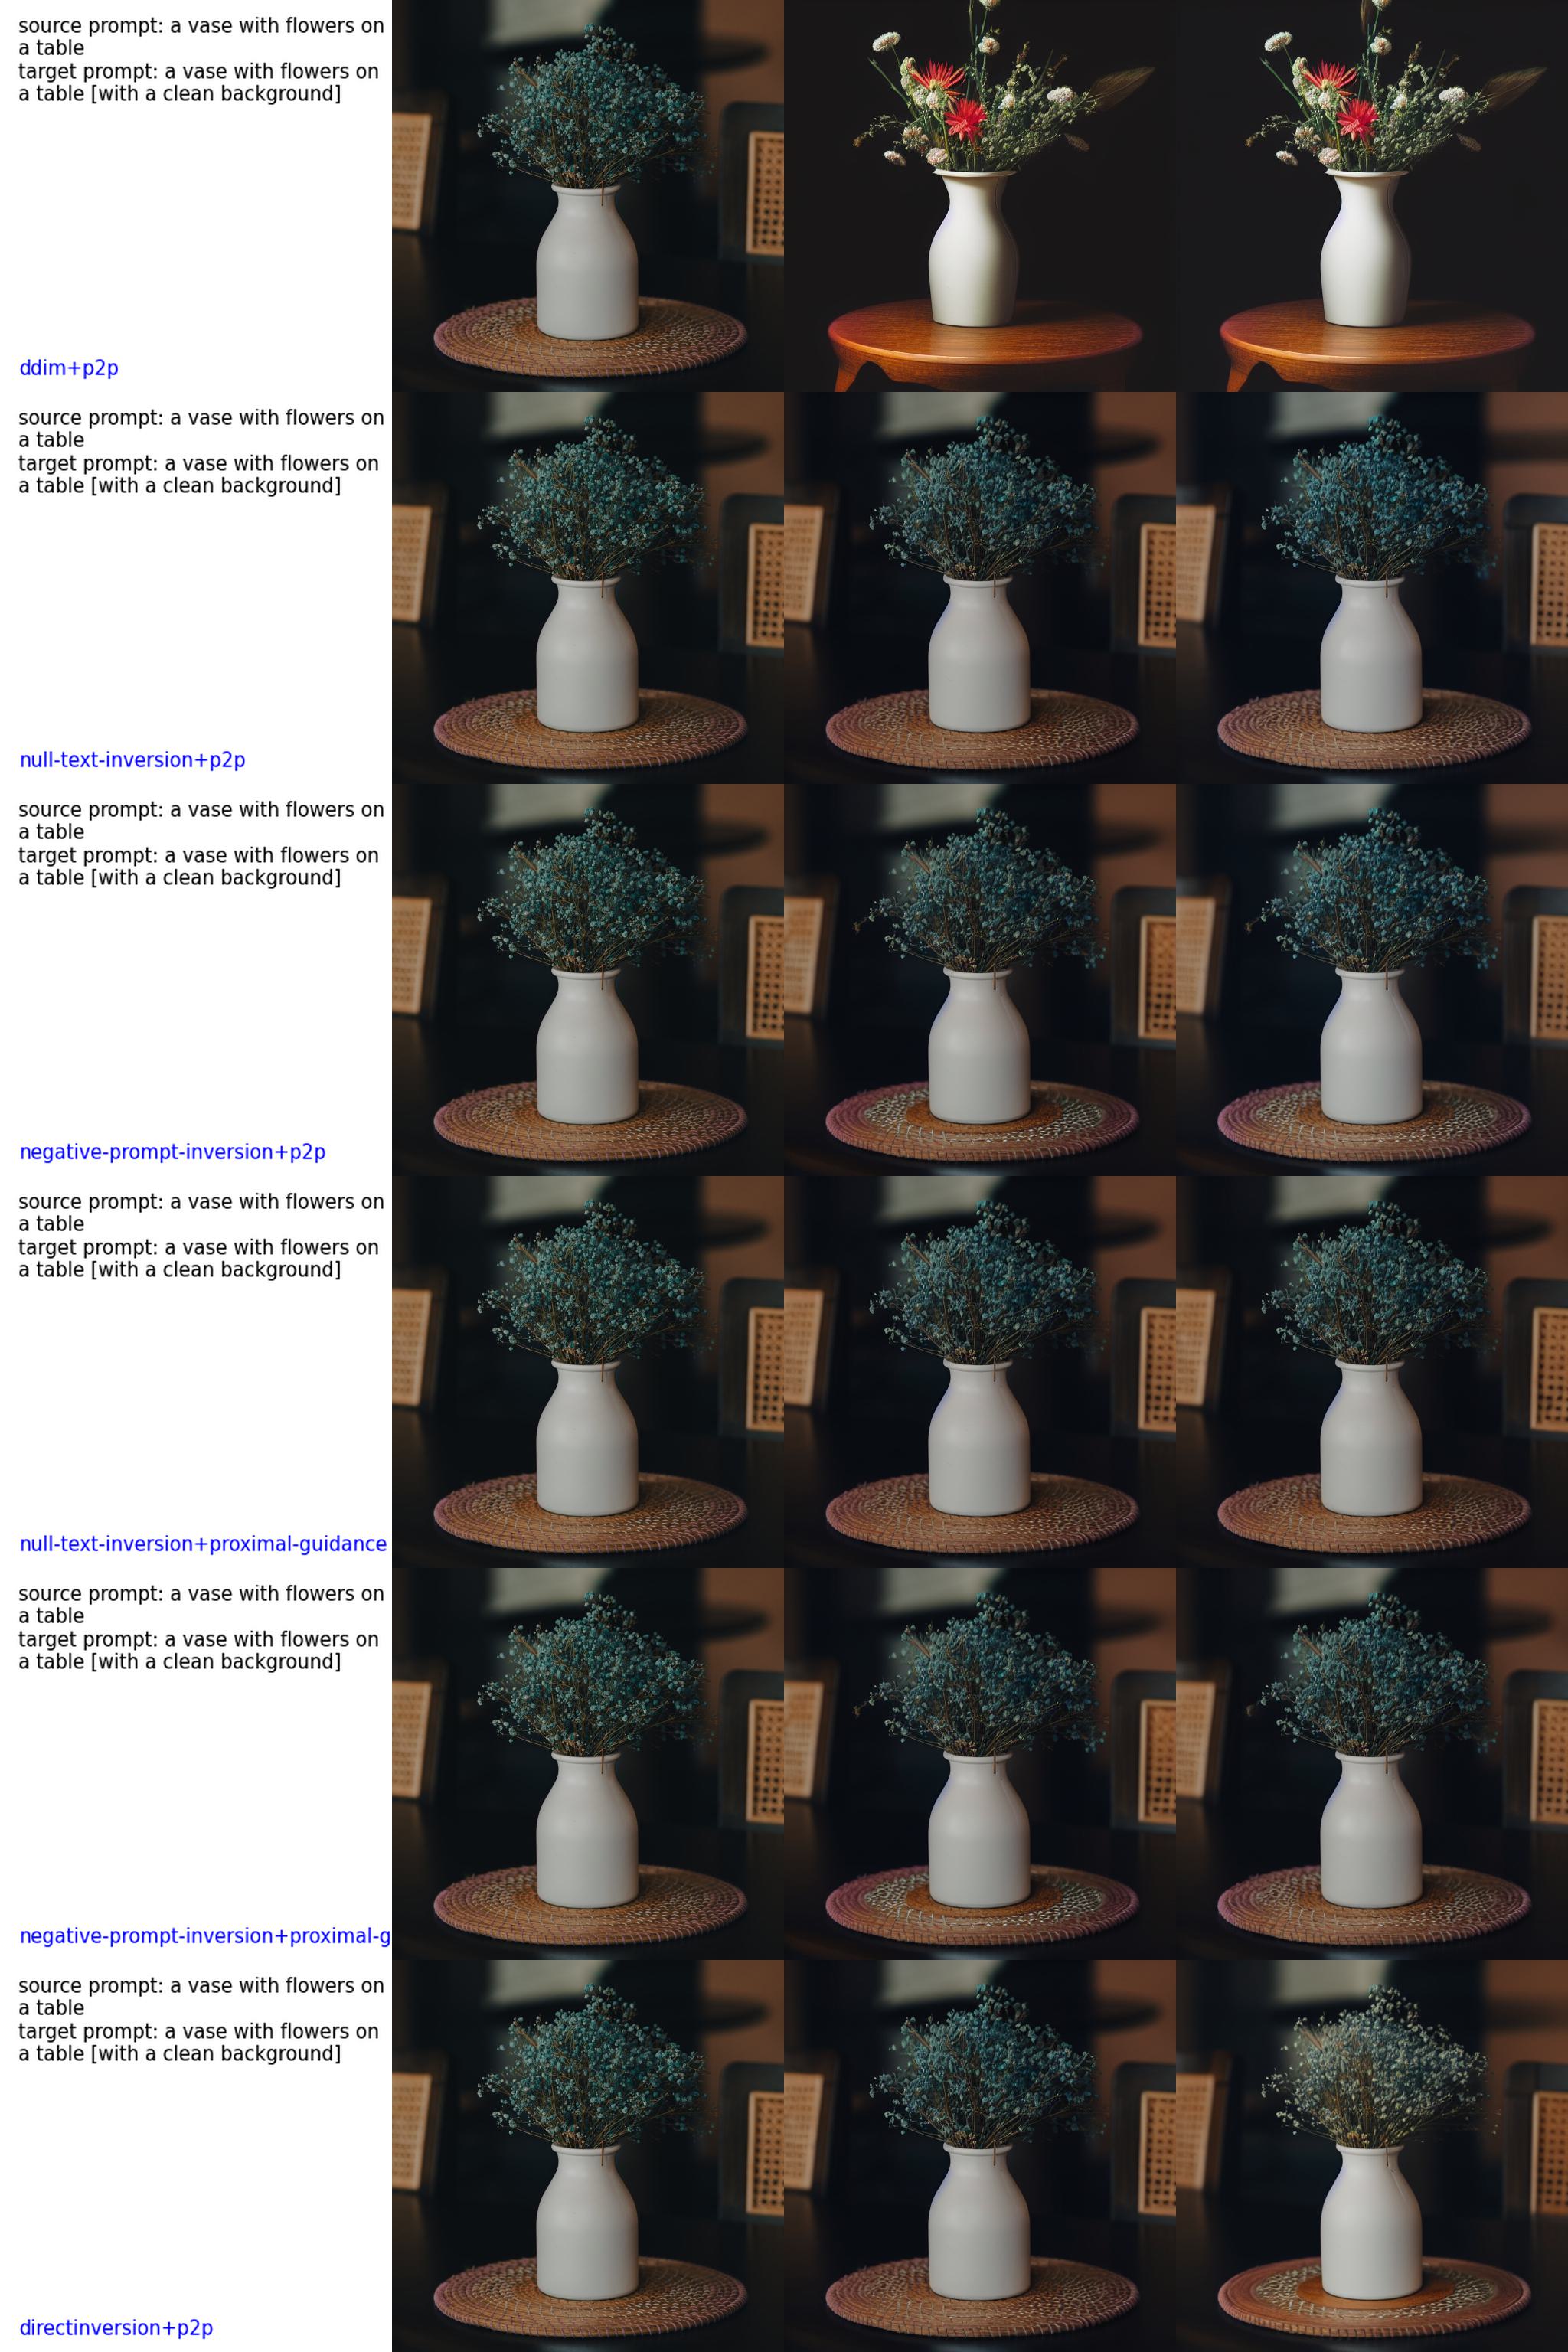 source prompt: a vase with flowers on
a table
target prompt: a vase with flowers on
a table [with a clean background]
ddim+p2p
source prompt: a vase with flowers on
a table
target prompt: a vase with flowers on
a table [with a clean background]
null-text-inversion+p2p
source prompt: a vase with flowers on
a table
target prompt: a vase with flowers on
a table [with a clean background]
negative-prompt-inversion+p2p
source prompt: a vase with flowers on
a table
target prompt: a vase with flowers on
a table [with a clean background]
null-text-inversion+proximal-guidance
source prompt: a vase with flowers on
a table
target prompt: a vase with flowers on
a table [with a clean background]
negative-prompt-inversion+proximal-g
source prompt: a vase with flowers on
a table
target prompt: a vase with flowers on
a table [with a clean background]
directinversion+p2p